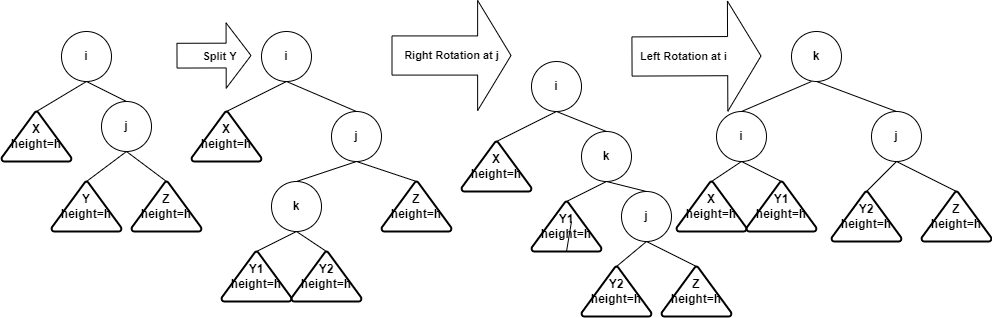 i
X
height=h
j
Y
height=h
Z
height=h
Split Y
i
X
height=h
j
k
Z
height=h
Y1
height=h
Y2
height=h
Right Rotation at j
i
X
height=h
k
Y1
height=h
j
Y2
height=h
Z
height=h
Left Rotation at i
k
i
j
X
height=h
Y1
height=h
Y2
height=h
Z
height=h